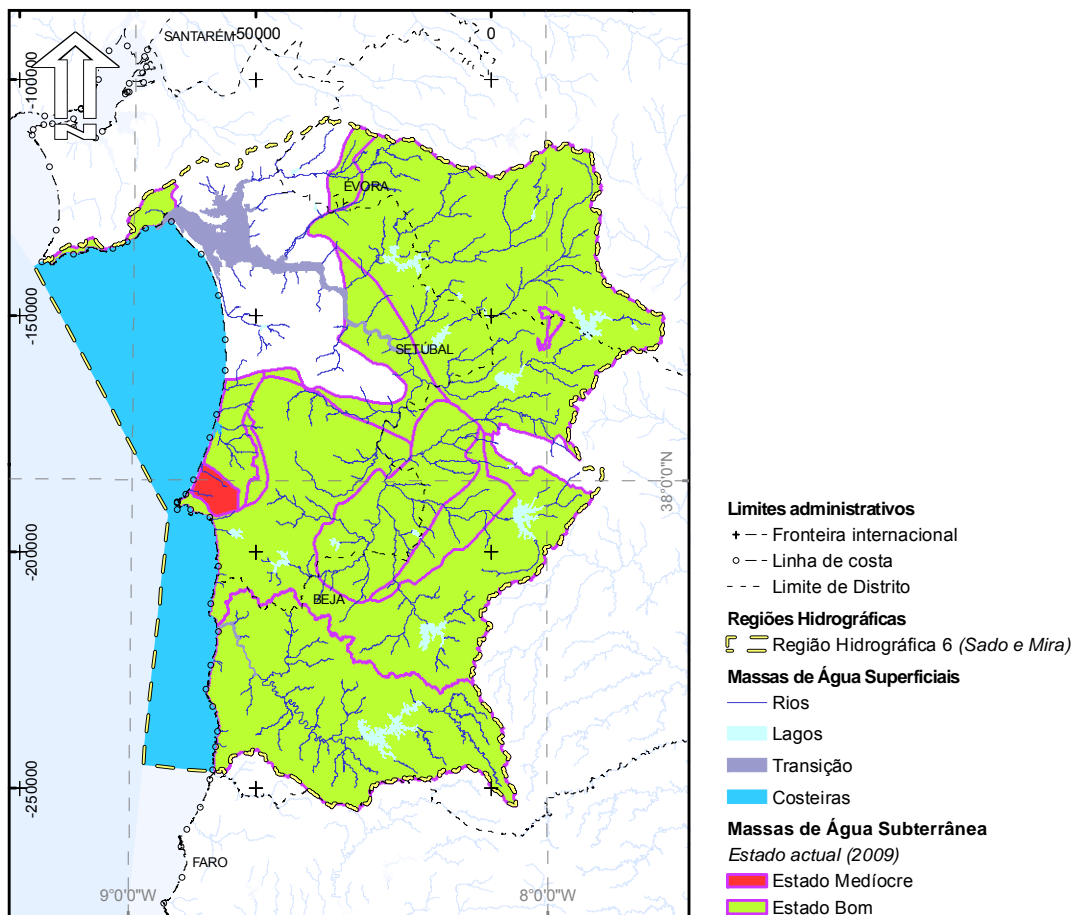 SANTARÉM
-50000
0
-100000
N
ÉVORA
-150000
SETÚBAL
38°0'0"N
-200000
BEJA
-250000
FARO
9°0'0"W
8°0'0"W
Limites administrativos
Fronteira internacional
Linha de costa
Limite de Distrito
Regiões Hidrográficas
Região Hidrográfica 6 (Sado e Mira)
Massas de Água Superficiais
Rios
Lagos
Transição
Costeiras
Massas de Água Subterrânea
Estado actual (2009)
Estado Medíocre
Estado Bom